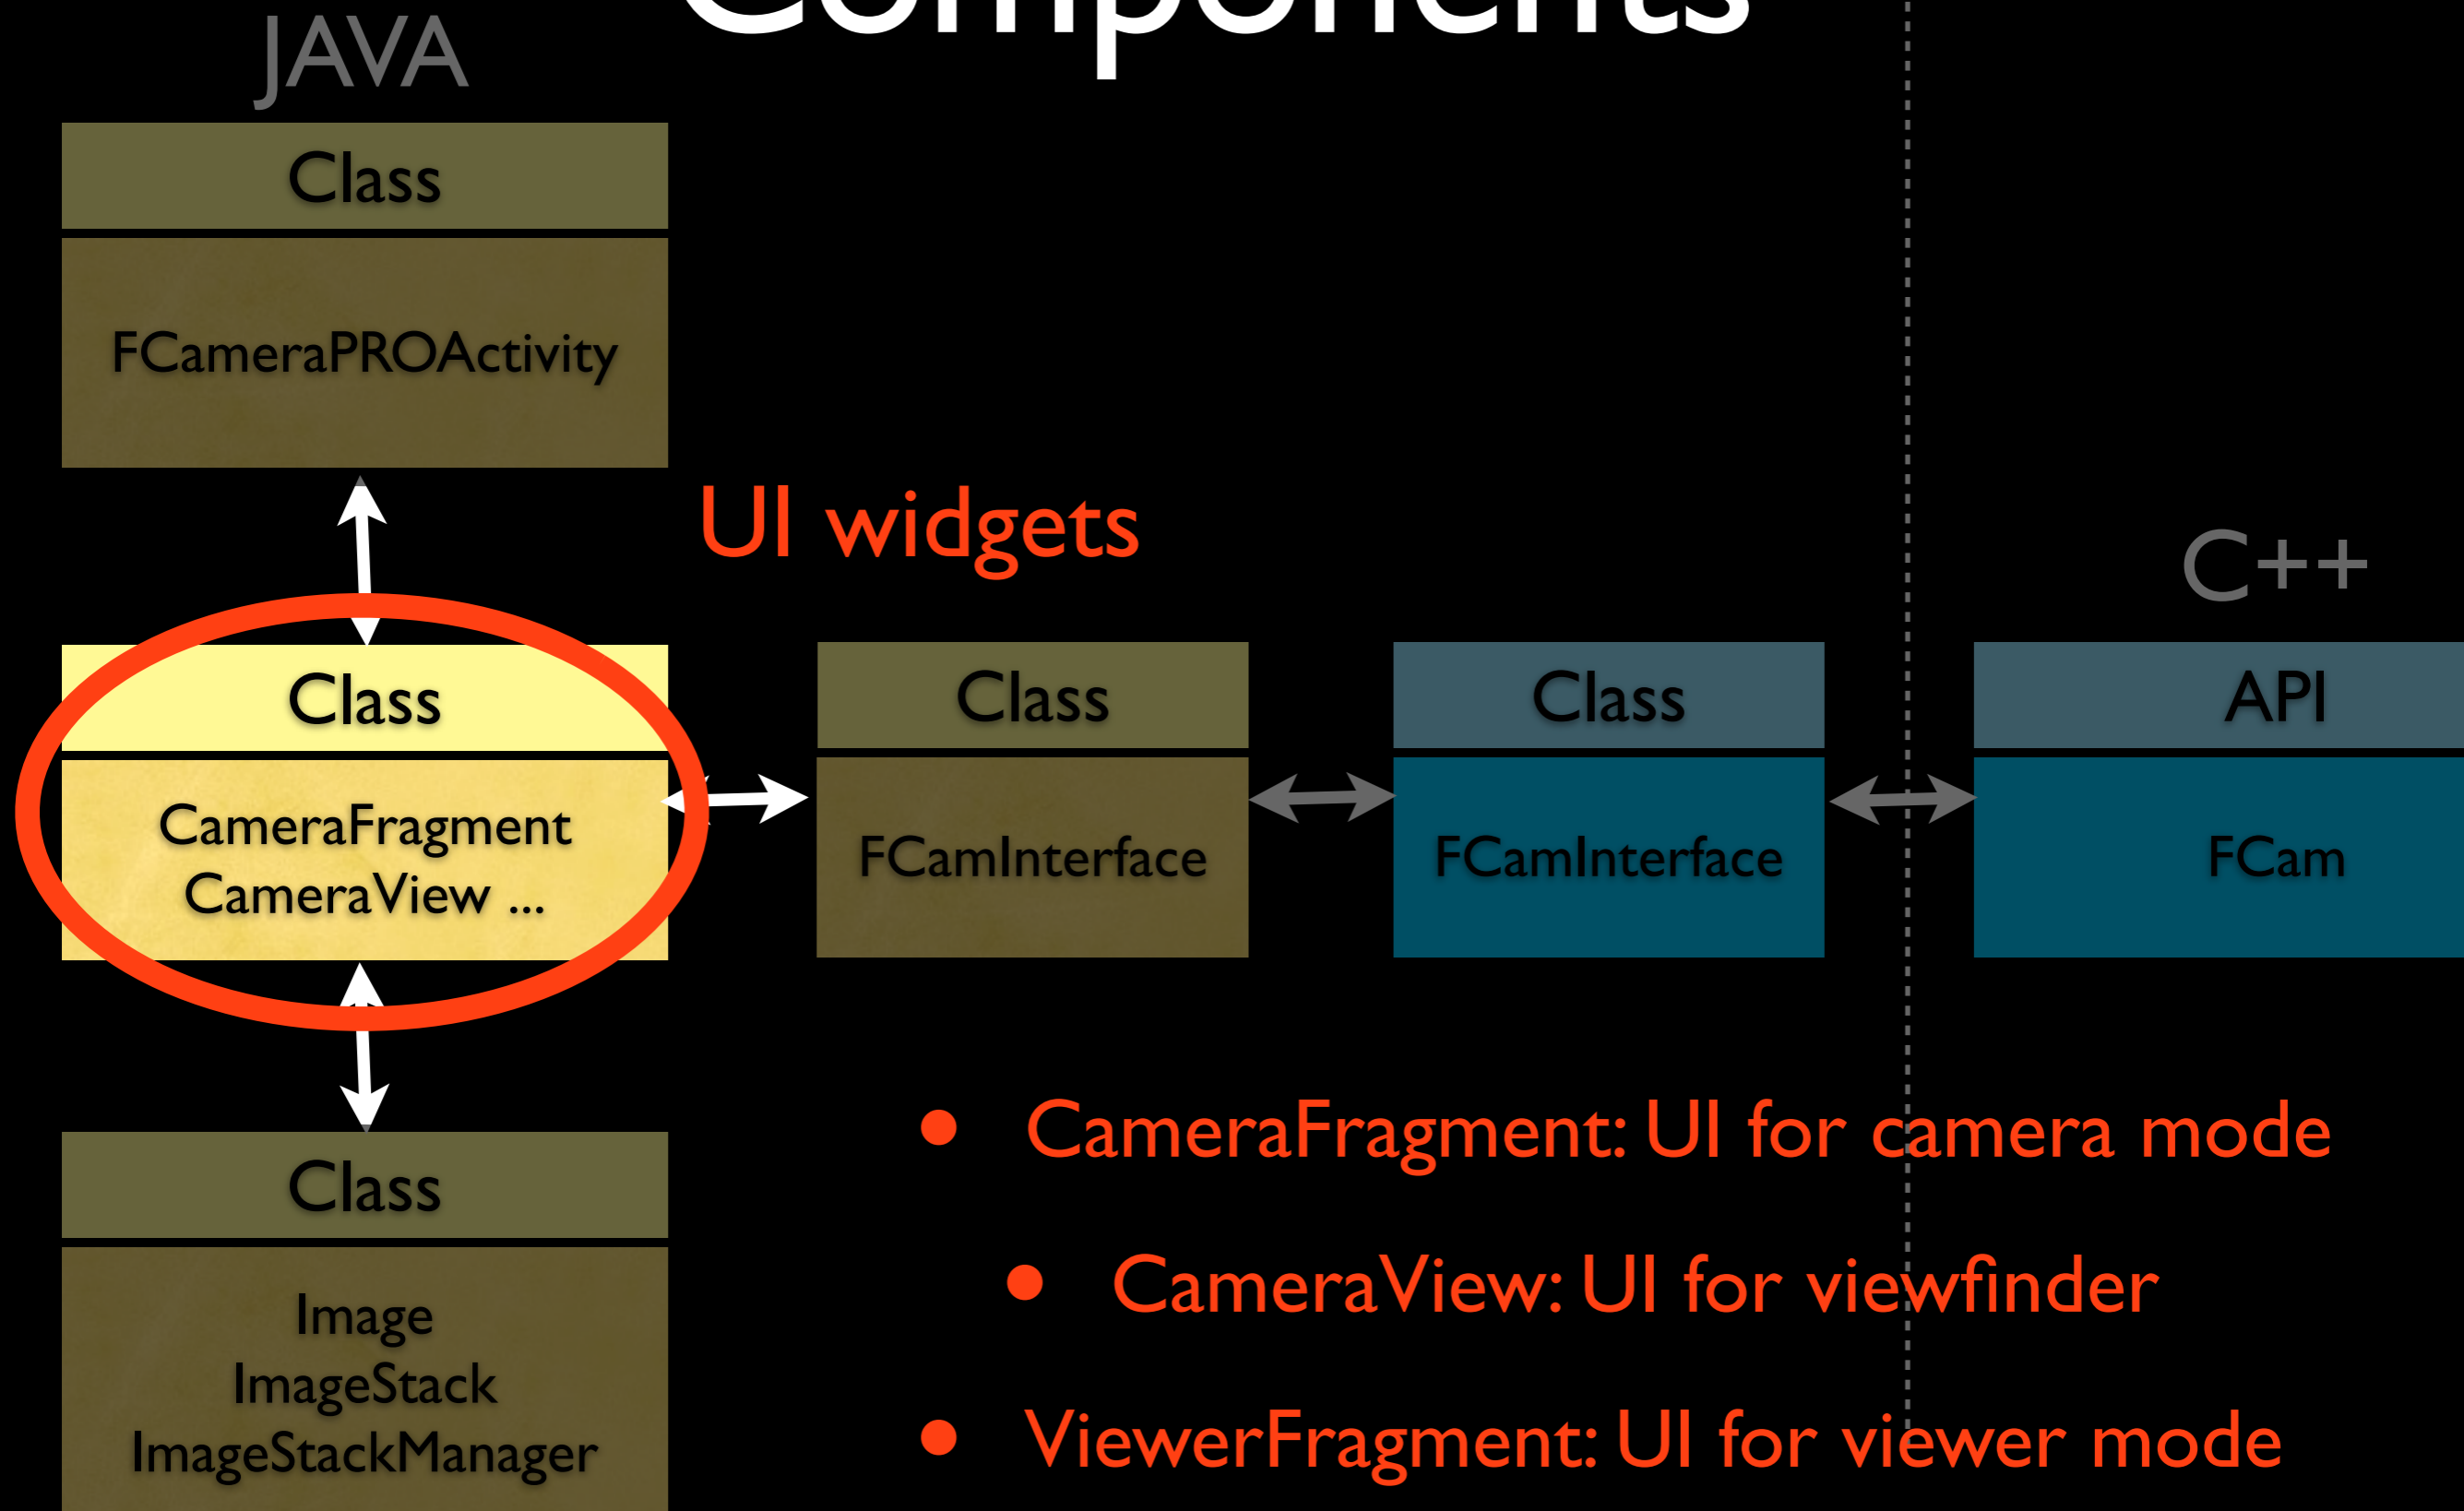 Components
JAVA
Class
FCameraPROActivity
UI widgets
C++
Class
CameraFragment
CameraView ...
Class
FCamInterface
Class
FCamInterface
API
FCam
• CameraFragment: UI for camera mode
• CameraView: UI for viewfinder
• ViewerFragment: UI for viewer mode
Class
Image
ImageStack
ImageStackManager